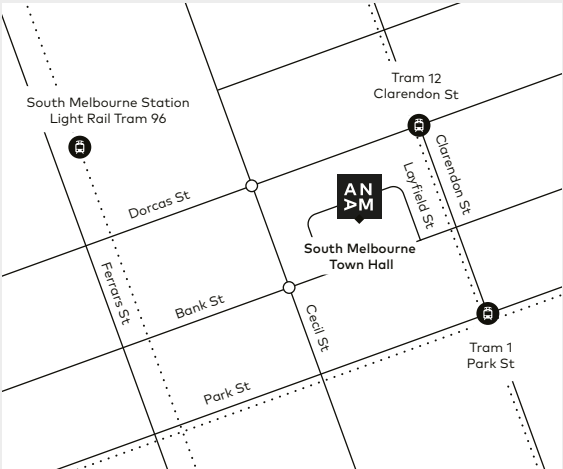 Tram 12
Clarendon St
South Melbourne Station
Light Rail Tram 96
Clarendon St
Layfield St
Dorcas St
AN
AM
South Melbourne
Town Hall
Ferrars St
Bank St
Cecil St
Tram 1
Park St
Park St